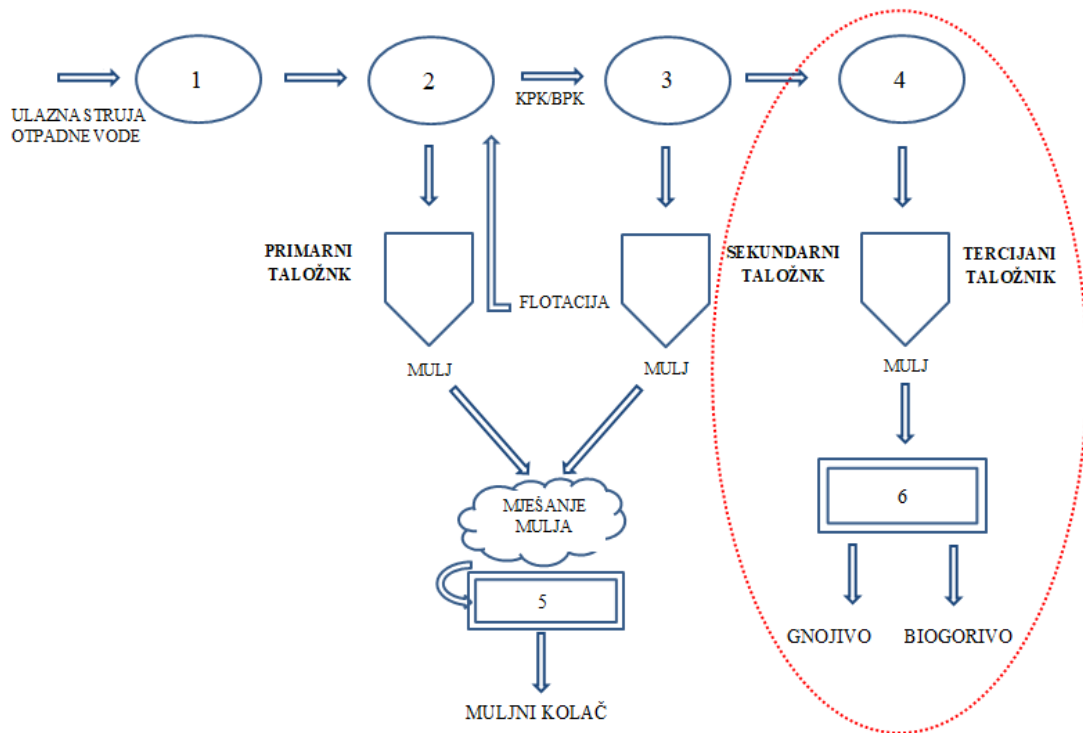 1
2
3
4
ULAZNA STRUJA
OTPADNE VODE
KPK/BPK
PRIMARNI
TALOŽNK
FLOTACIJA
SEKUNDARNI
TALOŽNK
TERCIJANI
TALOŽNIK
MULJ
MULJ
MULJ
MJEŠANJE
MULJA
5
6
GNOJIVO
BIOGORIVO
MULJNI KOLAČ